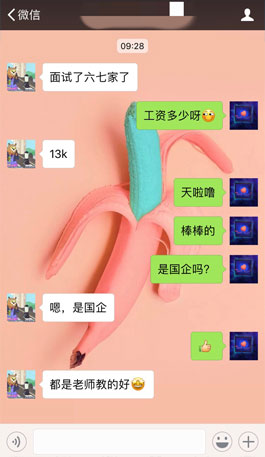 微信
09:28
面试了六七家了
工资多少呀
13k
天啦噜
棒棒的
是国企吗?
嗯，是国企
都是老师教的好